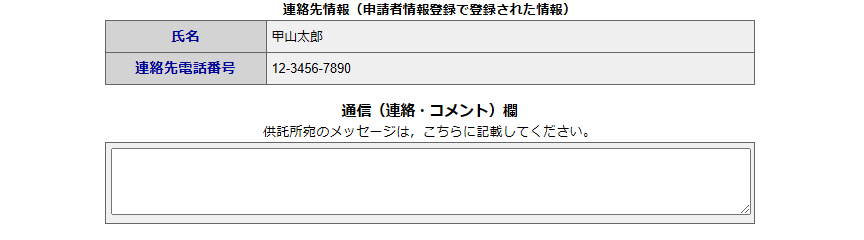 連絡先情報（申請者情報登録で登録された情報）
氏名 甲山太郎
連絡先電話番号 12-3456-7890
通信（連絡・コメント）欄
供託所宛のメッセージは，こちらに記載してください。